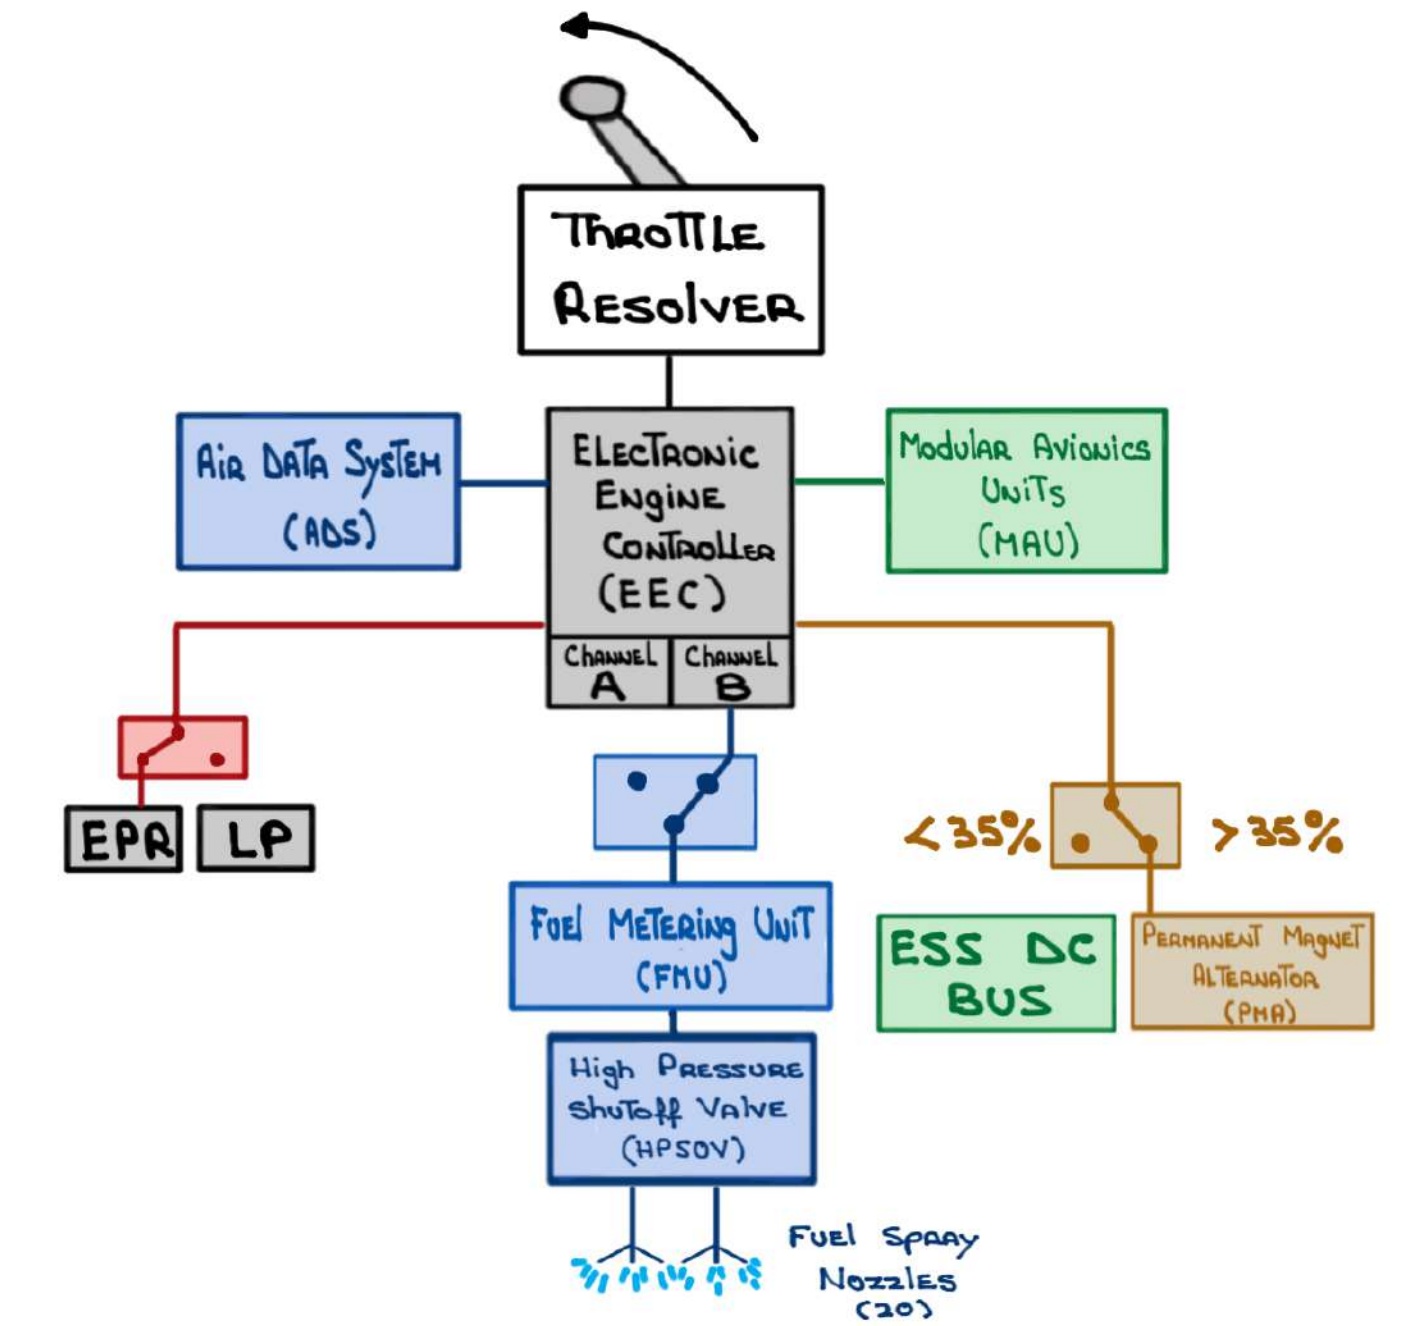 Throttle
Resolver
Air Data System
(ADS)
Electronic
Engine
Controller
(EEC)
Modular Avionics
Units
(MAU)
Channel
A
Channel
B
EPR
LP
<35%
>35%
Fuel Metering Unit
(FMU)
ESS DC
BUS
Permanent Magnet
Alternator
(PMA)
High Pressure
Shutoff Valve
(HPSOV)
Fuel Spray
Nozzles
(20)